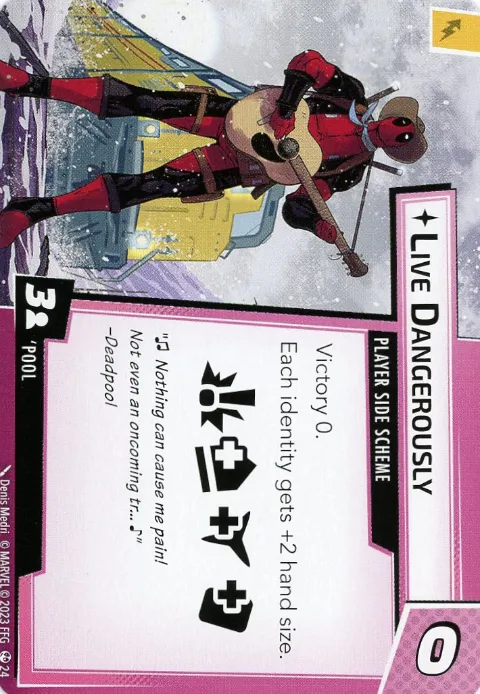 LIVE DANGEROUSLY
0
PLAYER SIDE SCHEME
Victory 0.
Each identity gets +2 hand size.
"♫ Nothing can cause me pain!
Not even an oncoming tr... ♪"
–Deadpool
3
'POOL
Denis Medri © MARVEL © 2023 FFG 24